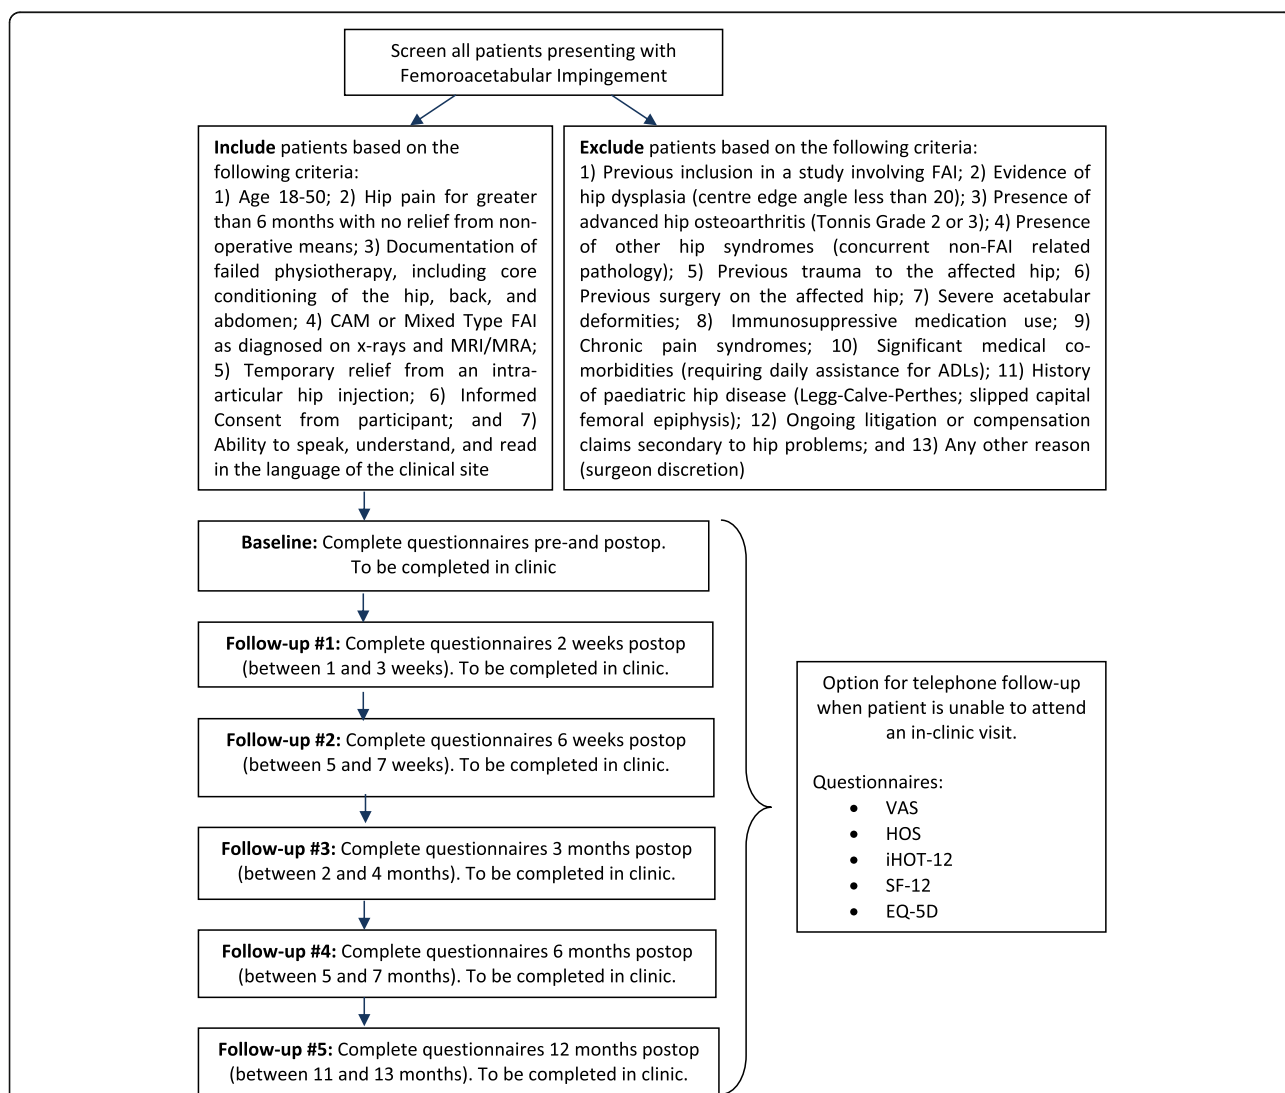 Screen all patients presenting with
Femoroacetabular Impingement
Include patients based on the
following criteria:
1) Age 18-50; 2) Hip pain for greater
than 6 months with no relief from non-
operative means; 3) Documentation of
failed physiotherapy, including core
conditioning of the hip, back, and
abdomen; 4) CAM or Mixed Type FAI
as diagnosed on x-rays and MRI/MRA;
5) Temporary relief from an intra-
articular hip injection; 6) Informed
Consent from participant; and 7)
Ability to speak, understand, and read
in the language of the clinical site
Exclude patients based on the following criteria:
1) Previous inclusion in a study involving FAI; 2) Evidence of
hip dysplasia (centre edge angle less than 20); 3) Presence of
advanced hip osteoarthritis (Tonnis Grade 2 or 3); 4) Presence
of other hip syndromes (concurrent non-FAI related
pathology); 5) Previous trauma to the affected hip; 6)
Previous surgery on the affected hip; 7) Severe acetabular
deformities; 8) Immunosuppressive medication use; 9)
Chronic pain syndromes; 10) Significant medical co-
morbidities (requiring daily assistance for ADLs); 11) History
of paediatric hip disease (Legg-Calve-Perthes; slipped capital
femoral epiphysis); 12) Ongoing litigation or compensation
claims secondary to hip problems; and 13) Any other reason
(surgeon discretion)
Baseline: Complete questionnaires pre-and postop.
To be completed in clinic
Follow-up #1: Complete questionnaires 2 weeks postop
(between 1 and 3 weeks). To be completed in clinic.
Follow-up #2: Complete questionnaires 6 weeks postop
(between 5 and 7 weeks). To be completed in clinic.
Follow-up #3: Complete questionnaires 3 months postop
(between 2 and 4 months). To be completed in clinic.
Follow-up #4: Complete questionnaires 6 months postop
(between 5 and 7 months). To be completed in clinic.
Follow-up #5: Complete questionnaires 12 months postop
(between 11 and 13 months). To be completed in clinic.
Option for telephone follow-up
when patient is unable to attend
an in-clinic visit.
Questionnaires:
• VAS
• HOS
• iHOT-12
• SF-12
• EQ-5D